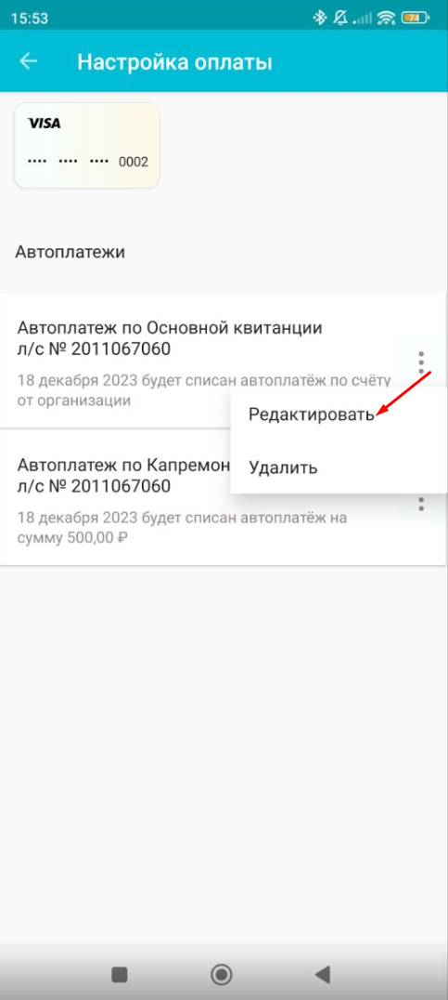 15:53
74
Настройка оплаты
VISA
•••• •••• •••• 0002
Автоплатежи
Автоплатеж по Основной квитанции
л/с № 2011067060
18 декабря 2023 будет списан автоплатёж по счёту
от организации
Редактировать
Удалить
Автоплатеж по Капремон
л/с № 2011067060
18 декабря 2023 будет списан автоплатёж на
сумму 500,00 ₽